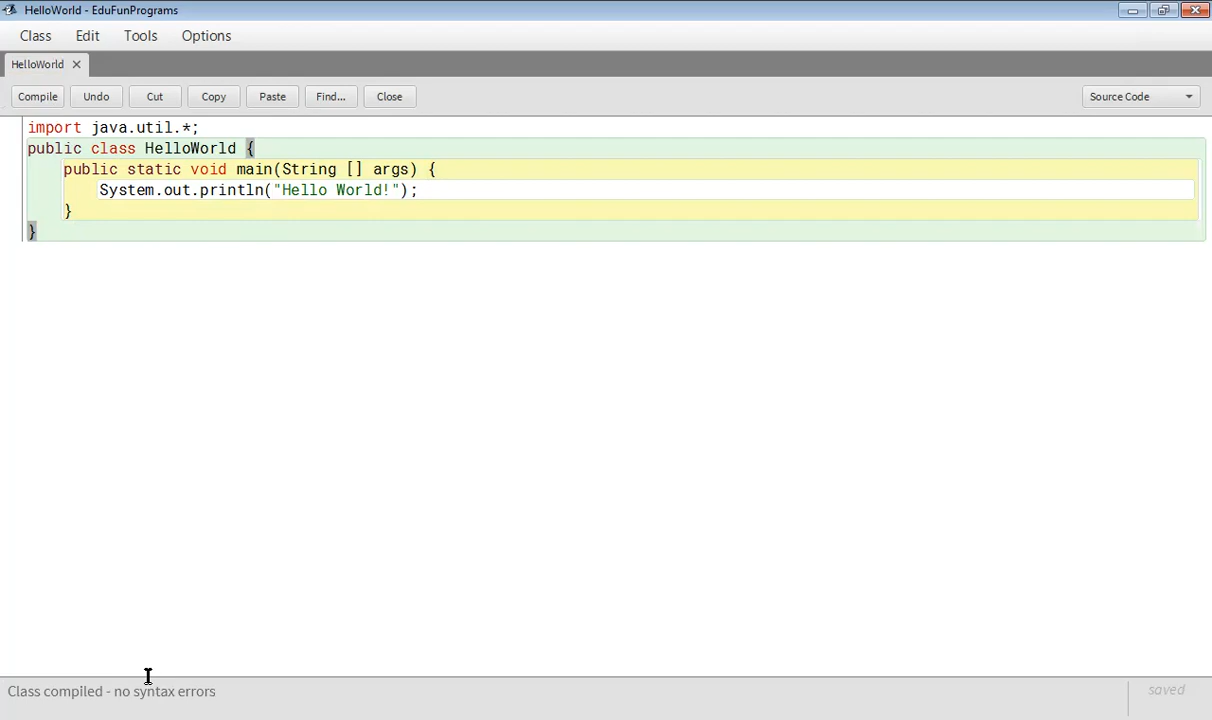 HelloWorld - EduFunPrograms
Class Edit Tools Options
HelloWorld
Compile Undo Cut Copy Paste Find... Close Source Code
import java.util.*;
public class HelloWorld {
public static void main(String [] args) {
System.out.println("Hello World!");
}
}
Class compiled - no syntax errors saved